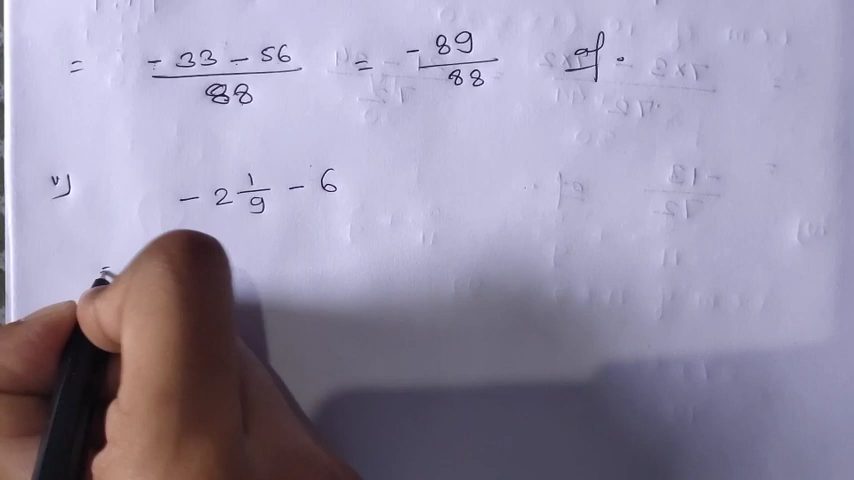 = -33 - 56 / 88 = -89 / 88
v) - 2 1/9 - 6
=